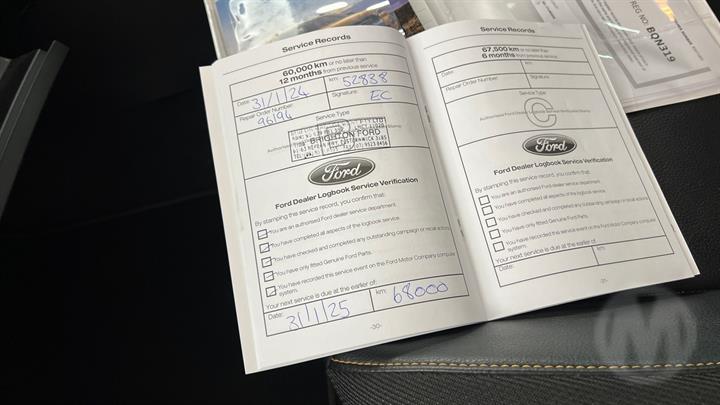 Service Records
60,000 km or no later than
12 months from previous service
Date: 31/1/24
km: 52838
Repair Order Number:
96194
Signature: EC
Service Type
BRIGHTON FORD
Ford
Ford Dealer Logbook Service Verification
By stamping this service record, you confirm that:
You are an authorised Ford dealer service department.
You have completed all aspects of the logbook service.
You have checked and completed any outstanding campaign or recall actions.
You have only fitted Genuine Ford Parts.
You have recorded this service event on the Ford Motor Company computer
system.
Your next service is due at the earlier of:
Date: 31/1/25
km: 68000
-30-
Service Records
67,500 km or no later than
6 months from previous service
Date:
km:
Repair Order Number:
Signature:
Service Type
C
Ford
Ford Dealer Logbook Service Verification
By stamping this service record, you confirm that:
You are an authorised Ford dealer service department.
You have completed all aspects of the logbook service.
You have checked and completed any outstanding campaign or recall actions.
You have only fitted Genuine Ford Parts.
You have recorded this service event on the Ford Motor Company computer
system.
Your next service is due at the earlier of:
Date:
km:
-31-
REG NO:
BQN319
M